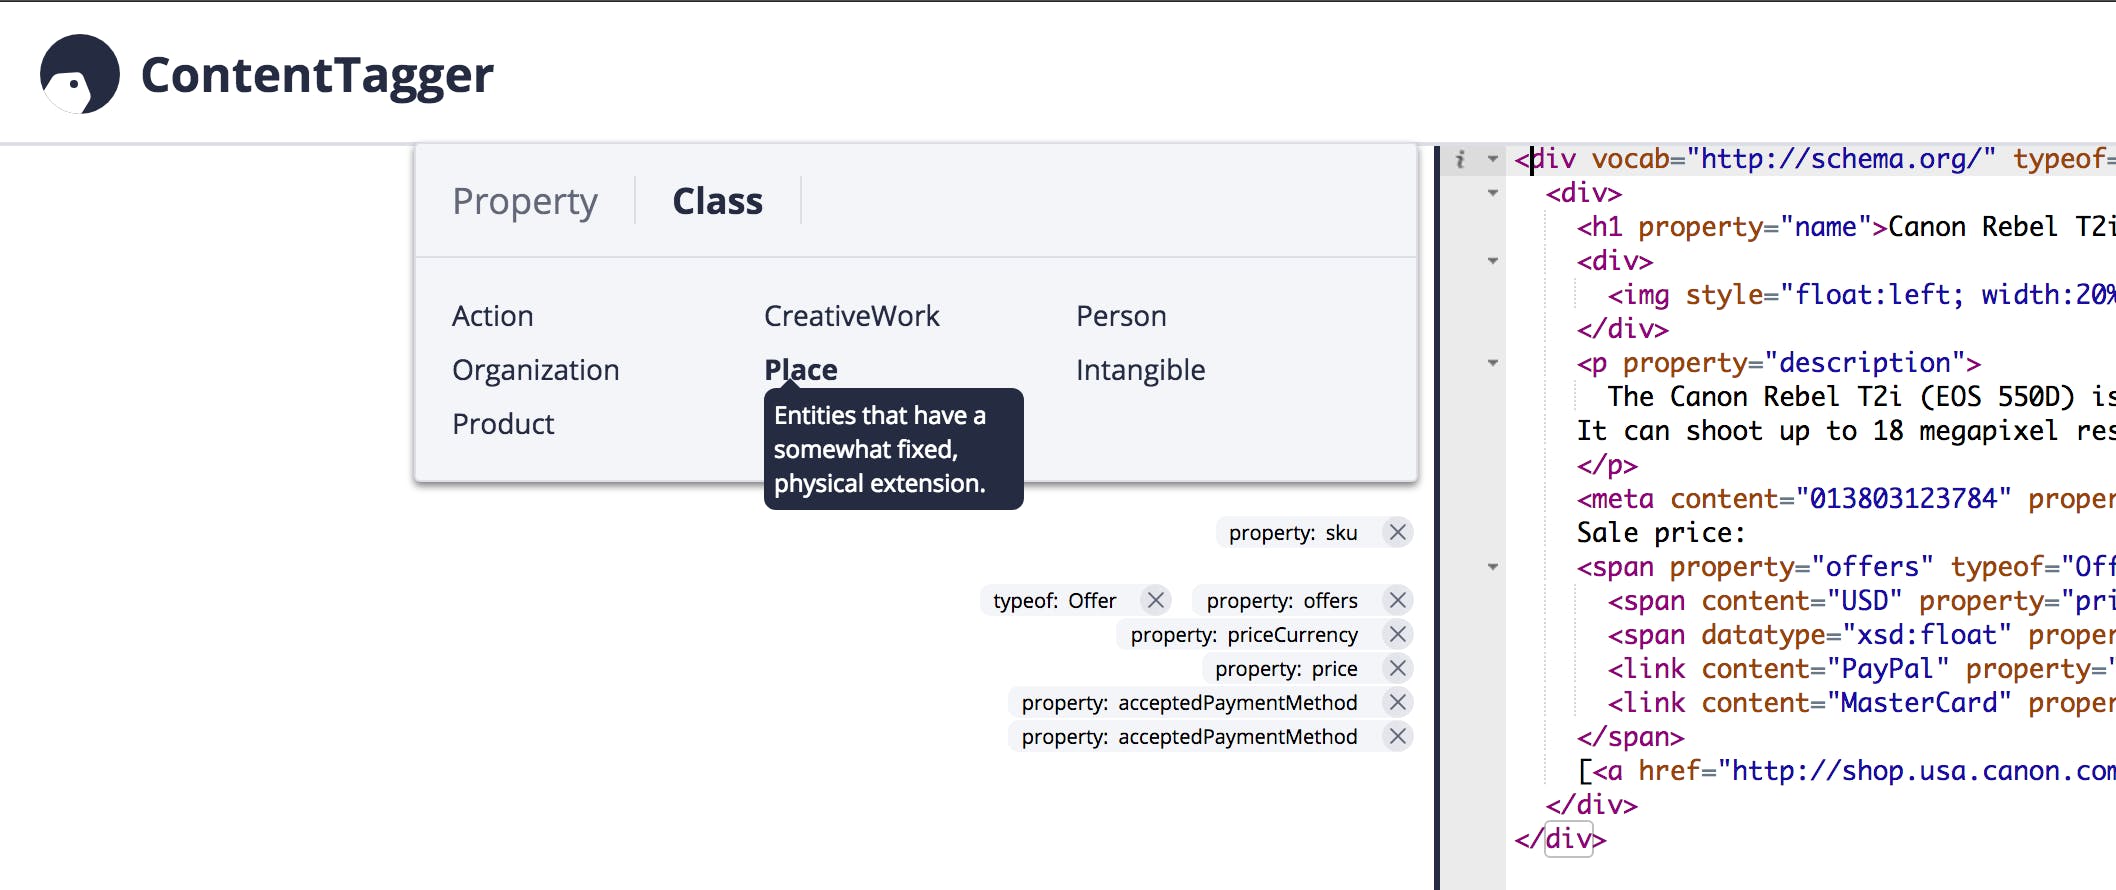 ContentTagger
Property
Class
Action
CreativeWork
Person
Organization
Place
Intangible
Product
Entities that have a
somewhat fixed,
physical extension.
property: sku
typeof: Offer
property: offers
property: priceCurrency
property: price
property: acceptedPaymentMethod
property: acceptedPaymentMethod
<div vocab="http://schema.org/" typeof=
<div>
<h1 property="name">Canon Rebel T2i
<div>
<img style="float:left; width:20%
</div>
<p property="description">
The Canon Rebel T2i (EOS 550D) is
It can shoot up to 18 megapixel res
</p>
<meta content="013803123784" proper
Sale price:
<span property="offers" typeof="Off
<span content="USD" property="pri
<span datatype="xsd:float" proper
<link content="PayPal" property="
<link content="MasterCard" proper
</span>
[<a href="http://shop.usa.canon.com
</div>
</div>